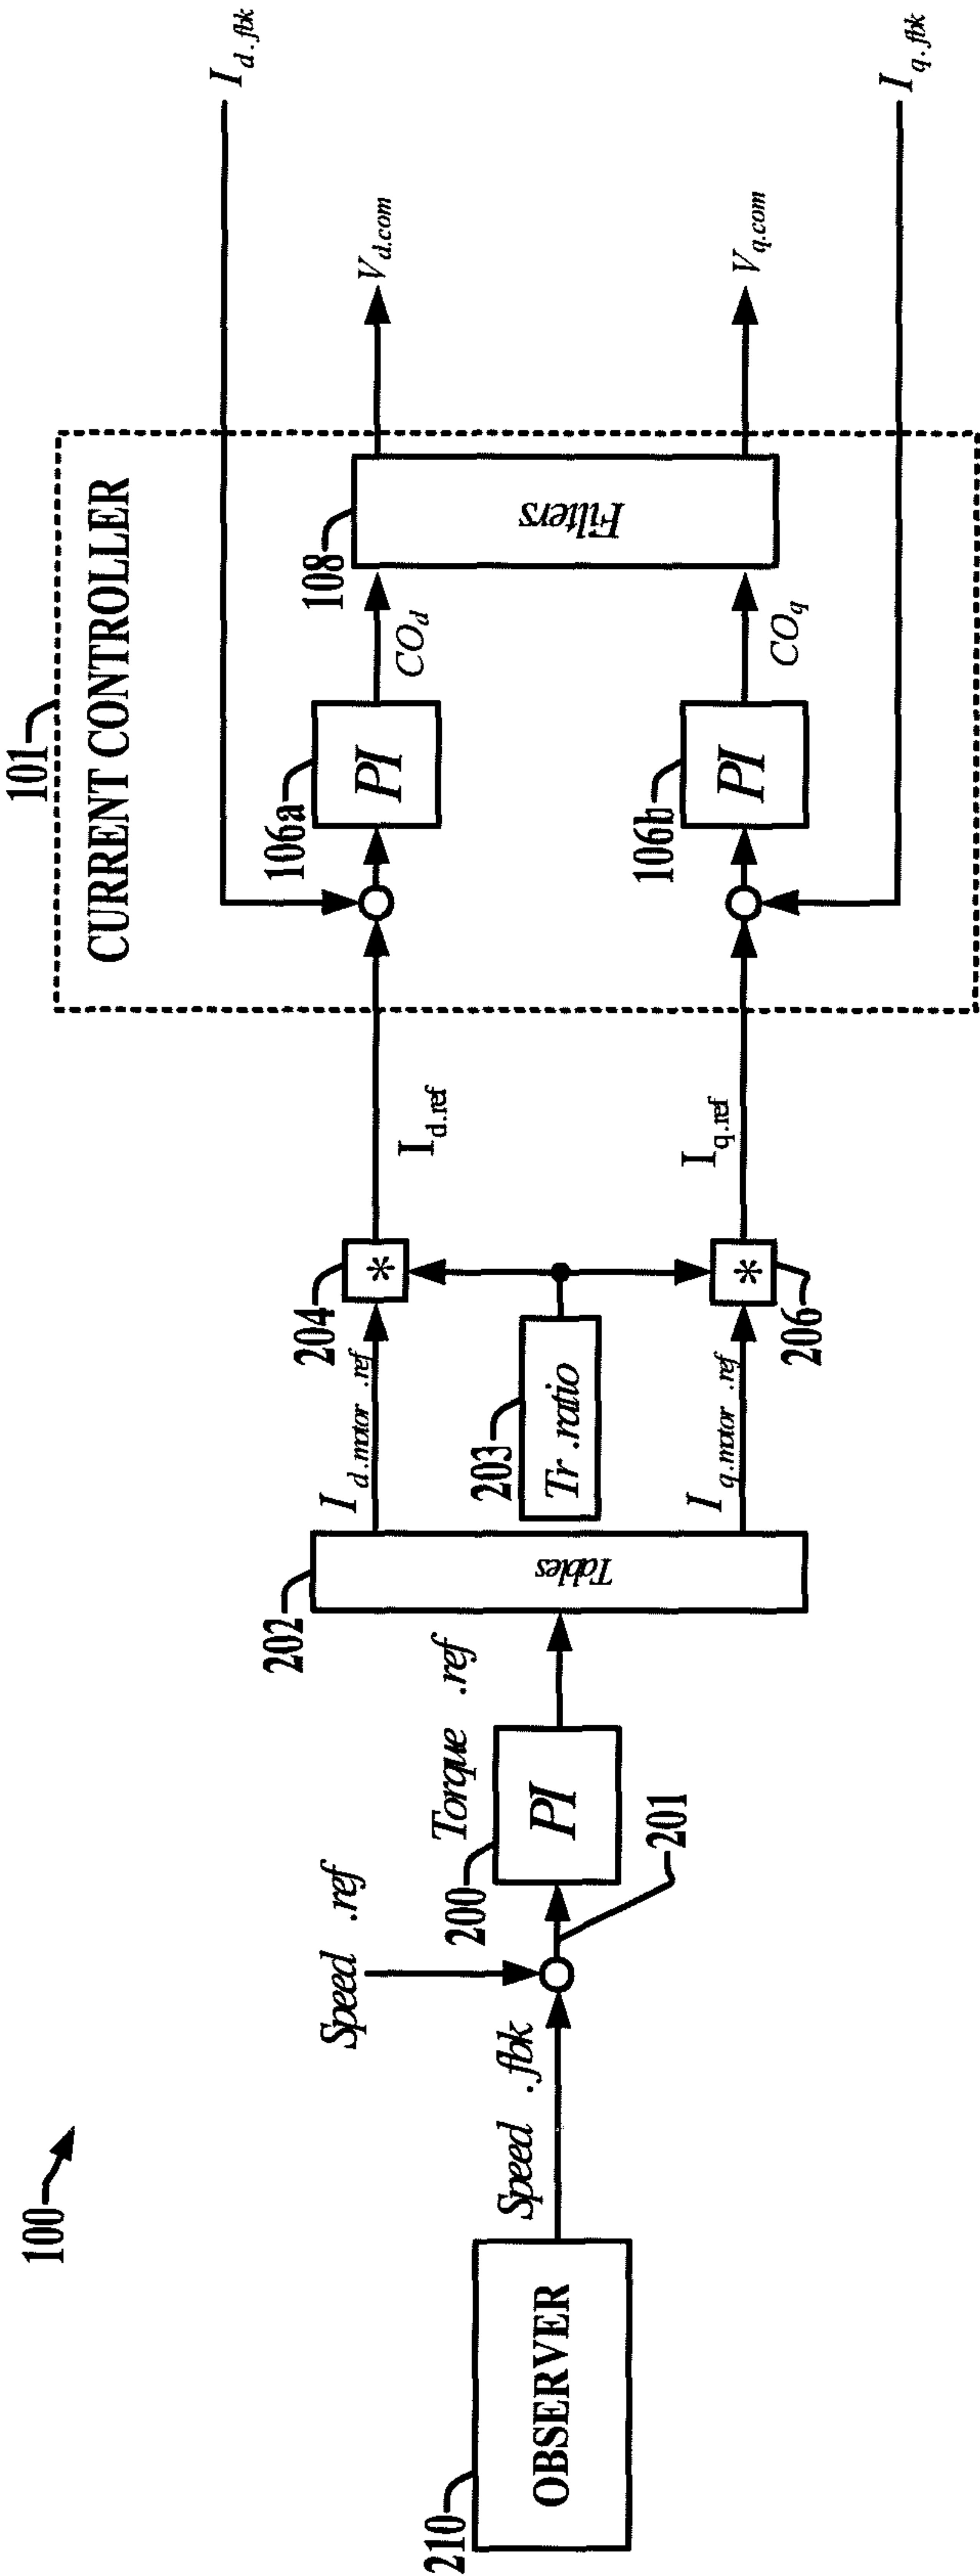 100
101
CURRENT CONTROLLER
I d.fbk
210
OBSERVER
Speed .fbk
Speed .ref
201
200
PI
Torque .ref
202
Tables
I d.motor .ref
I q.motor .ref
203
Tr .ratio
204
*
206
*
I d.ref
I q.ref
106a
PI
106b
PI
CO d
CO q
108
Filters
V d.com
V q.com
I q.fbk